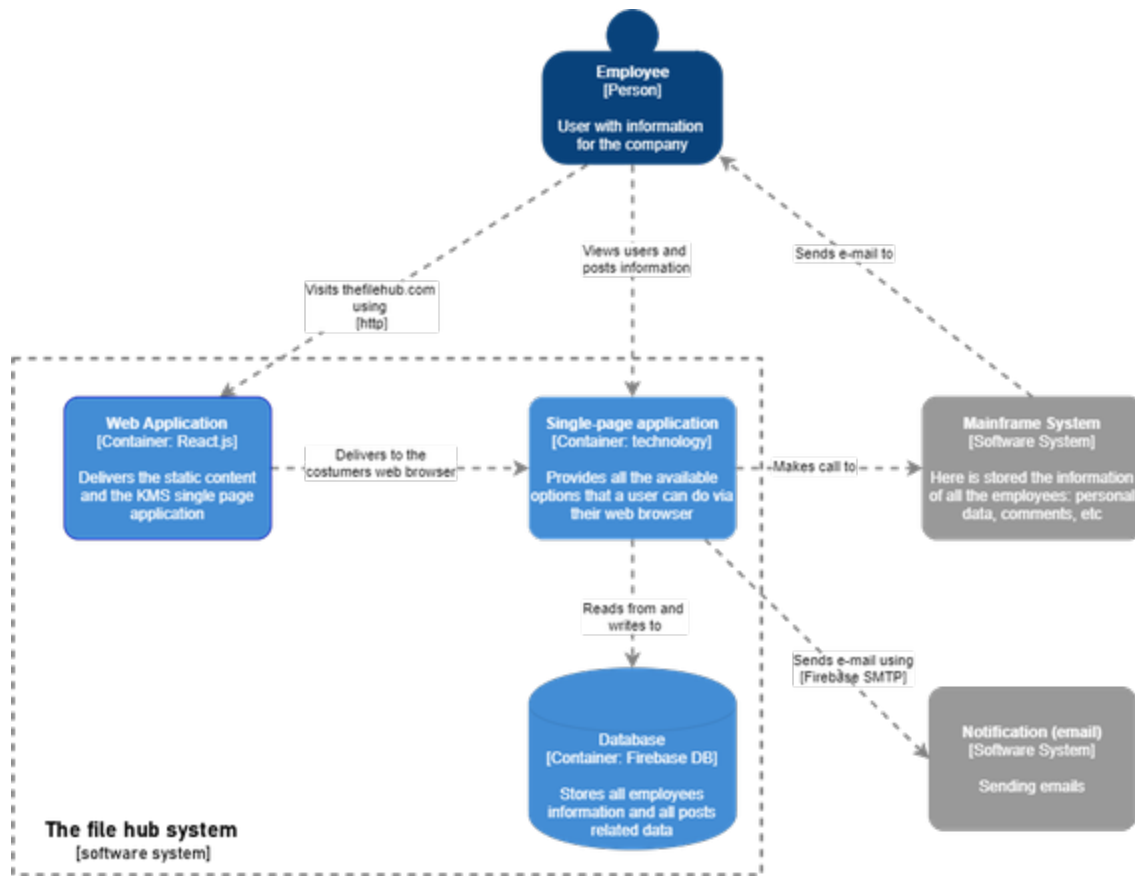 Employee
[Person]
User with information
for the company
Views users and
posts information
Sends e-mail to
Visits thefilehub.com
using
[http]
Web Application
[Container: React.js]
Delivers the static content
and the KMS single page
application
Delivers to the
costumers web browser
Single-page application
[Container: technology]
Provides all the available
options that a user can do via
their web browser
Makes call to
Mainframe System
[Software System]
Here is stored the information
of all the employees: personal
data, comments, etc
Reads from and
writes to
Sends e-mail using
[Firebase SMTP]
Database
[Container: Firebase DB]
Stores all employees
information and all posts
related data
Notification (email)
[Software System]
Sending emails
The file hub system
[software system]